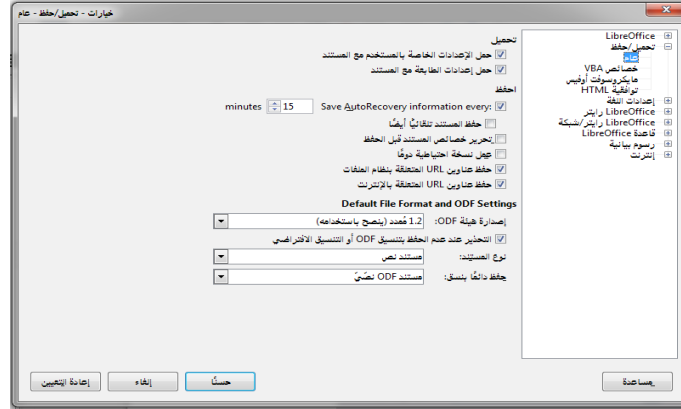 خيارات - تحميل/حفظ - عام
LibreOffice
تحميل/حفظ
عام
خصائص VBA
مايكروسوفت أوفيس
توافقية HTML
إعدادات اللغة
LibreOffice رايتر
LibreOffice رايتر/شبكة
قاعدة LibreOffice
رسوم بيانية
إنترنت
تحميل
حمل الإعدادات الخاصة بالمستخدم مع المستند
حمل إعدادات الطابعة مع المستند
احفظ
Save AutoRecovery information every: 15 minutes
حفظ المستند تلقائيًا أيضًا
تحرير خصائص المستند قبل الحفظ
عمل نسخة احتياطية دومًا
حفظ عناوين URL المتعلقة بنظام الملفات
حفظ عناوين URL المتعلقة بالإنترنت
Default File Format and ODF Settings
إصدارة هيئة ODF: 1.2 مُمدد (ينصح باستخدامه)
التحذير عند عدم الحفظ بتنسيق ODF أو التنسيق الافتراضي
نوع المستند: مستند نص
حفظ دائمًا بنسق: مستند ODF نصّيّ
مساعدة
حسنًا
إلغاء
إعادة التعيين